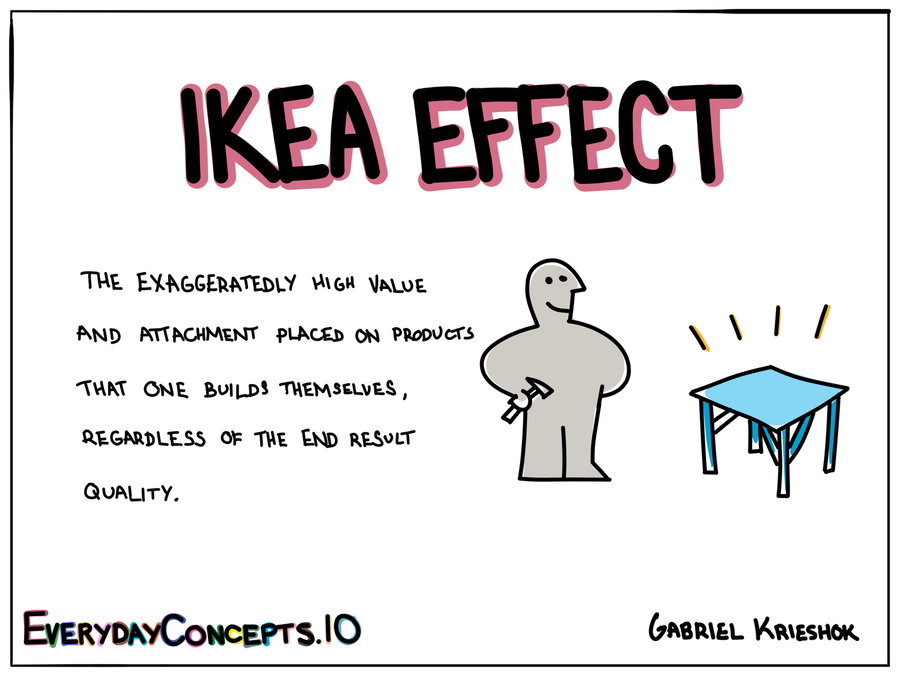 IKEA EFFECT
THE EXAGGERATEDLY HIGH VALUE
AND ATTACHMENT PLACED ON PRODUCTS
THAT ONE BUILDS THEMSELVES,
REGARDLESS OF THE END RESULT
QUALITY.
EVERYDAYCONCEPTS.IO
GABRIEL KRIESHOK